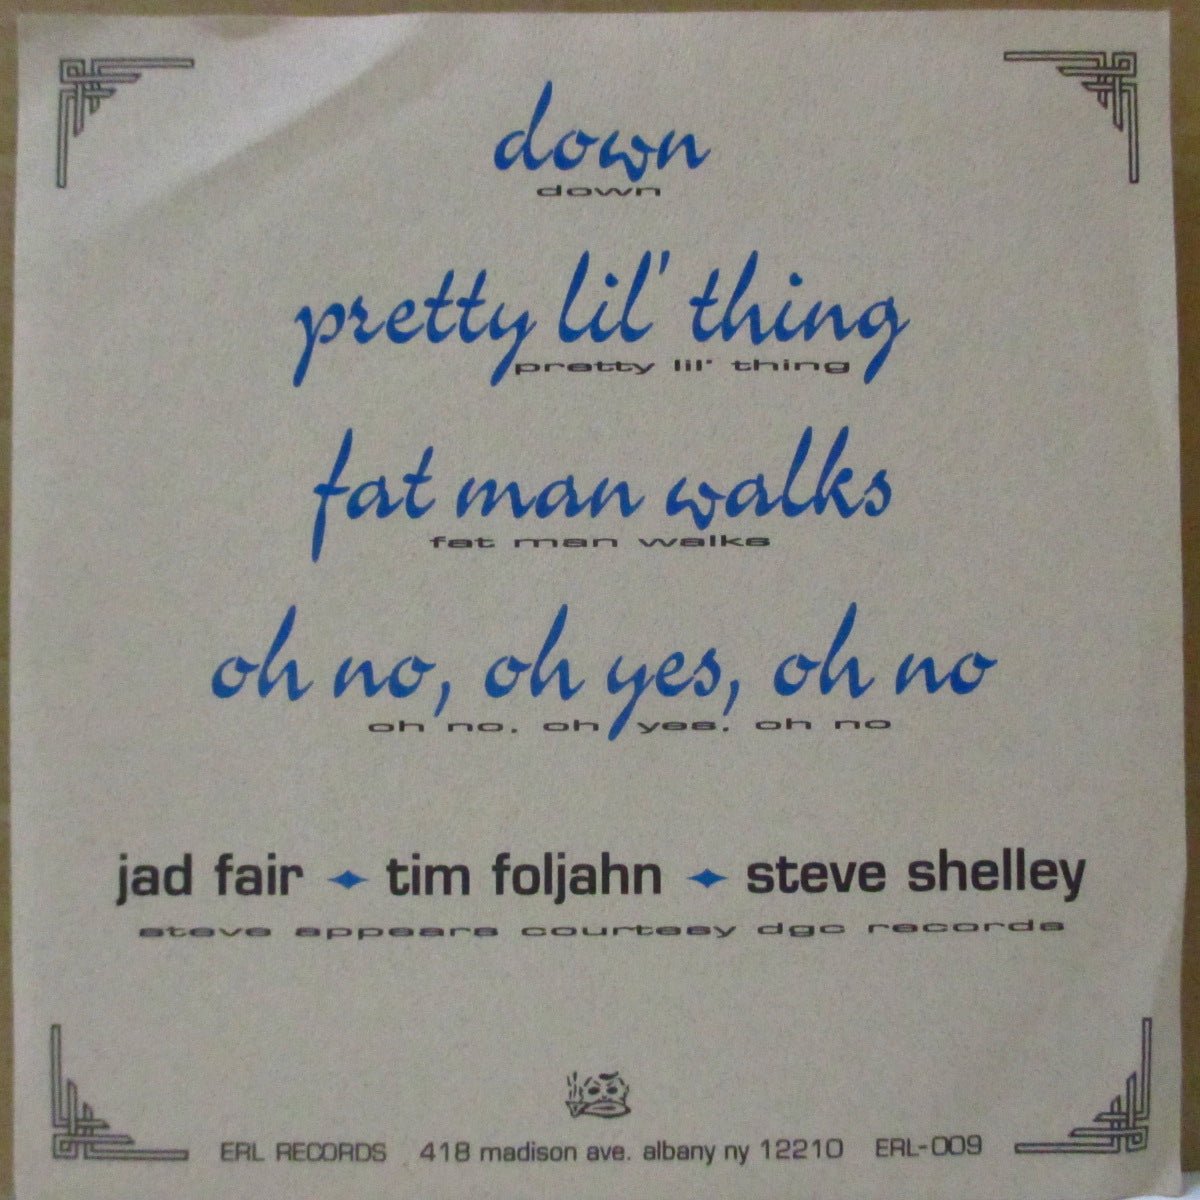 down
down
pretty lil' thing
pretty lil' thing
fat man walks
fat man walks
oh no, oh yes, oh no
oh no, oh yes, oh no
jad fair tim foljahn steve shelley
steve appears courtesy dgc records
ERL RECORDS 418 madison ave. albany ny 12210 ERL-009